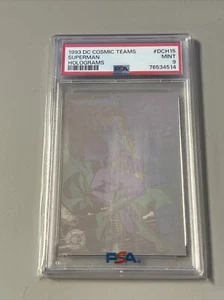 1993 DC COSMIC TEAMS #DCH15
SUPERMAN MINT
HOLOGRAMS PSA 9
76534514
PSA